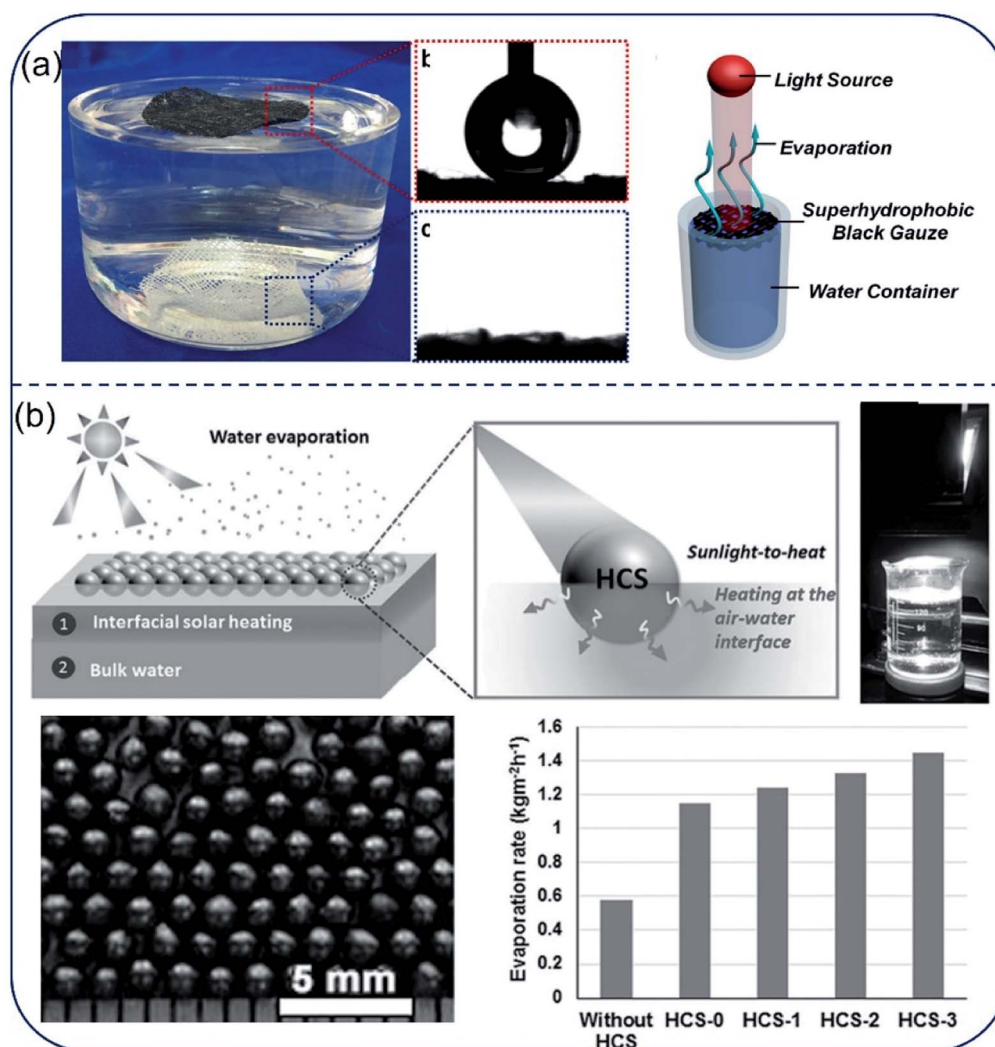 (a)
b
c
Light Source
Evaporation
Superhydrophobic
Black Gauze
Water Container
(b)
Water evaporation
1 Interfacial solar heating
2 Bulk water
HCS
Sunlight-to-heat
Heating at the
air-water
interface
5 mm
Evaporation rate (kgm-2h-1)
1.6
1.4
1.2
1
0.8
0.6
0.4
0.2
0
Without
HCS
HCS-0
HCS-1
HCS-2
HCS-3